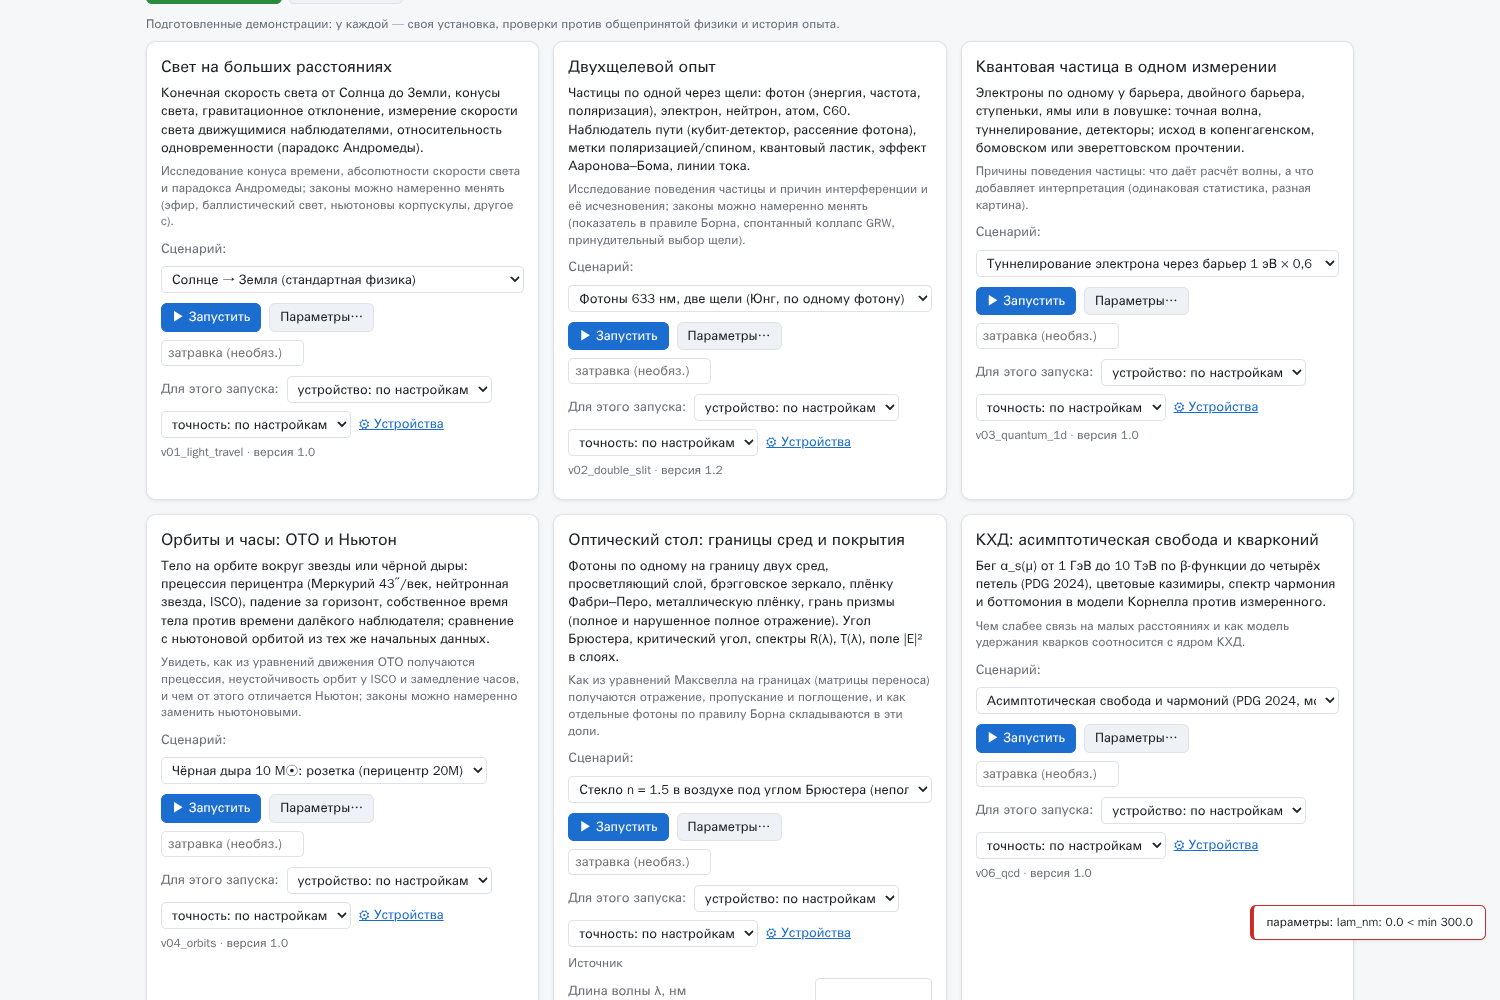 Подготовленные демонстрации: у каждой — своя установка, проверки против общепринятой физики и история опыта.
Свет на больших расстояниях
Конечная скорость света от Солнца до Земли, конусы
света, гравитационное отклонение, измерение скорости
света движущимися наблюдателями, относительность
одновременности (парадокс Андромеды).
Исследование конуса времени, абсолютности скорости света
и парадокса Андромеды; законы можно намеренно менять
(эфир, баллистический свет, ньютоновы корпускулы, другое
c).
Сценарий:
Солнце → Земля (стандартная физика)
▶ Запустить
Параметры…
затравка (необяз.)
Для этого запуска:
устройство: по настройкам
точность: по настройкам
⚙ Устройства
v01_light_travel · версия 1.0
Двухщелевой опыт
Частицы по одной через щели: фотон (энергия, частота,
поляризация), электрон, нейтрон, атом, C60.
Наблюдатель пути (кубит-детектор, рассеяние фотона),
метки поляризацией/спином, квантовый ластик, эффект
Ааронова–Бома, линии тока.
Исследование поведения частицы и причин интерференции и
её исчезновения; законы можно намеренно менять
(показатель в правиле Борна, спонтанный коллапс GRW,
принудительный выбор щели).
Сценарий:
Фотоны 633 нм, две щели (Юнг, по одному фотону)
▶ Запустить
Параметры…
затравка (необяз.)
Для этого запуска:
устройство: по настройкам
точность: по настройкам
⚙ Устройства
v02_double_slit · версия 1.2
Квантовая частица в одном измерении
Электроны по одному у барьера, двойного барьера,
ступеньки, ямы или в ловушке: точная волна,
туннелирование, детекторы; исход в копенгагенском,
бомовском или эвереттовском прочтении.
Причины поведения частицы: что даёт расчёт волны, а что
добавляет интерпретация (одинаковая статистика, разная
картина).
Сценарий:
Туннелирование электрона через барьер 1 эВ × 0,6
▶ Запустить
Параметры…
затравка (необяз.)
Для этого запуска:
устройство: по настройкам
точность: по настройкам
⚙ Устройства
v03_quantum_1d · версия 1.0
Орбиты и часы: ОТО и Ньютон
Тело на орбите вокруг звезды или чёрной дыры:
прецессия перицентра (Меркурий 43″/век, нейтронная
звезда, ISCO), падение за горизонт, собственное время
тела против времени далёкого наблюдателя; сравнение
с ньютоновой орбитой из тех же начальных данных.
Увидеть, как из уравнений движения ОТО получаются
прецессия, неустойчивость орбит у ISCO и замедление часов,
и чем от этого отличается Ньютон; законы можно намеренно
заменить ньютоновыми.
Сценарий:
Чёрная дыра 10 M☉: розетка (перицентр 20M)
▶ Запустить
Параметры…
затравка (необяз.)
Для этого запуска:
устройство: по настройкам
точность: по настройкам
⚙ Устройства
v04_orbits · версия 1.0
Оптический стол: границы сред и покрытия
Фотоны по одному на границу двух сред,
просветляющий слой, брэгговское зеркало, плёнку
Фабри–Перо, металлическую плёнку, грань призмы
(полное и нарушенное полное отражение). Угол
Брюстера, критический угол, спектры R(λ), T(λ), поле |E|²
в слоях.
Как из уравнений Максвелла на границах (матрицы переноса)
получаются отражение, пропускание и поглощение, и как
отдельные фотоны по правилу Борна складываются в эти
доли.
Сценарий:
Стекло n = 1.5 в воздухе под углом Брюстера (непол
▶ Запустить
Параметры…
затравка (необяз.)
Для этого запуска:
устройство: по настройкам
точность: по настройкам
⚙ Устройства
Источник
Длина волны λ, нм
КХД: асимптотическая свобода и кварконий
Бег α_s(μ) от 1 ГэВ до 10 ТэВ по β-функции до четырёх
петель (PDG 2024), цветовые казимиры, спектр чармония
и боттомония в модели Корнелла против измеренного.
Чем слабее связь на малых расстояниях и как модель
удержания кварков соотносится с ядром КХД.
Сценарий:
Асимптотическая свобода и чармоний (PDG 2024, мо
▶ Запустить
Параметры…
затравка (необяз.)
Для этого запуска:
устройство: по настройкам
точность: по настройкам
⚙ Устройства
v06_qcd · версия 1.0
параметры: lam_nm: 0.0 < min 300.0